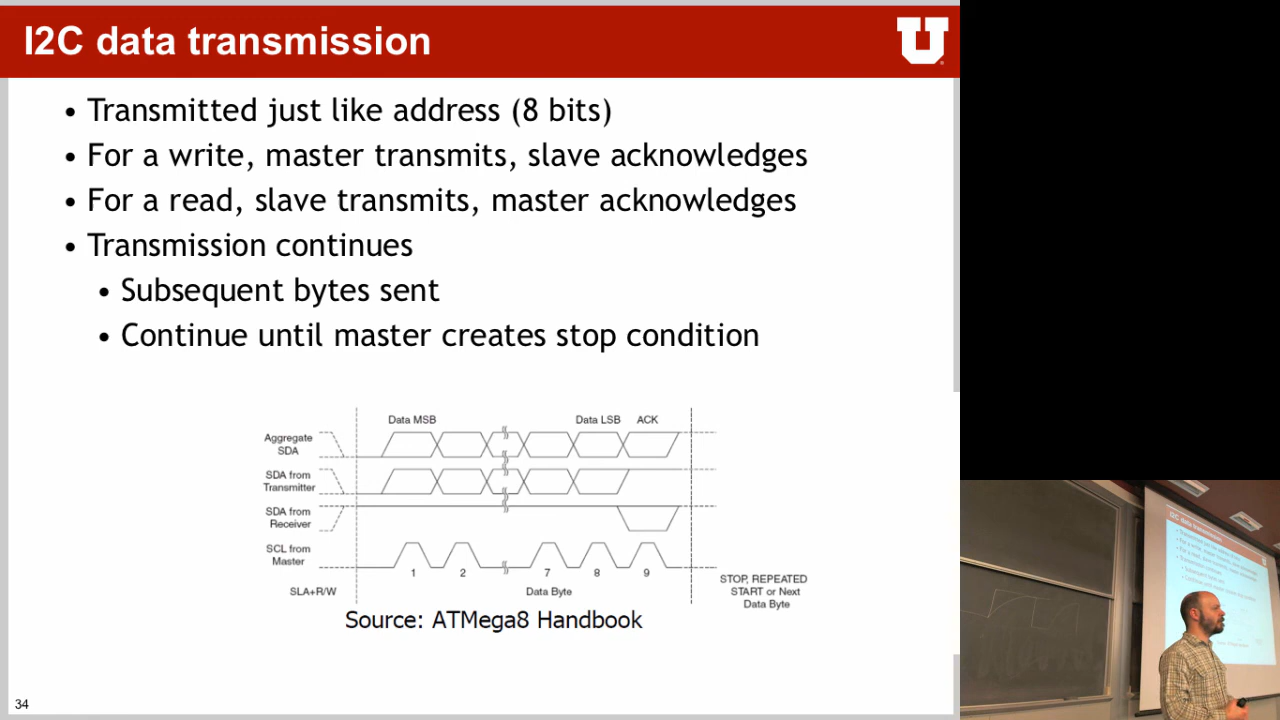 I2C data transmission
• Transmitted just like address (8 bits)
• For a write, master transmits, slave acknowledges
• For a read, slave transmits, master acknowledges
• Transmission continues
• Subsequent bytes sent
• Continue until master creates stop condition
Data MSB
Data LSB
ACK
Aggregate
SDA
SDA from
Transmitter
SDA from
Receiver
SCL from
Master
1
2
7
8
9
SLA+R/W
Data Byte
STOP, REPEATED
START or Next
Data Byte
Source: ATMega8 Handbook
34
U
I2C data transmission